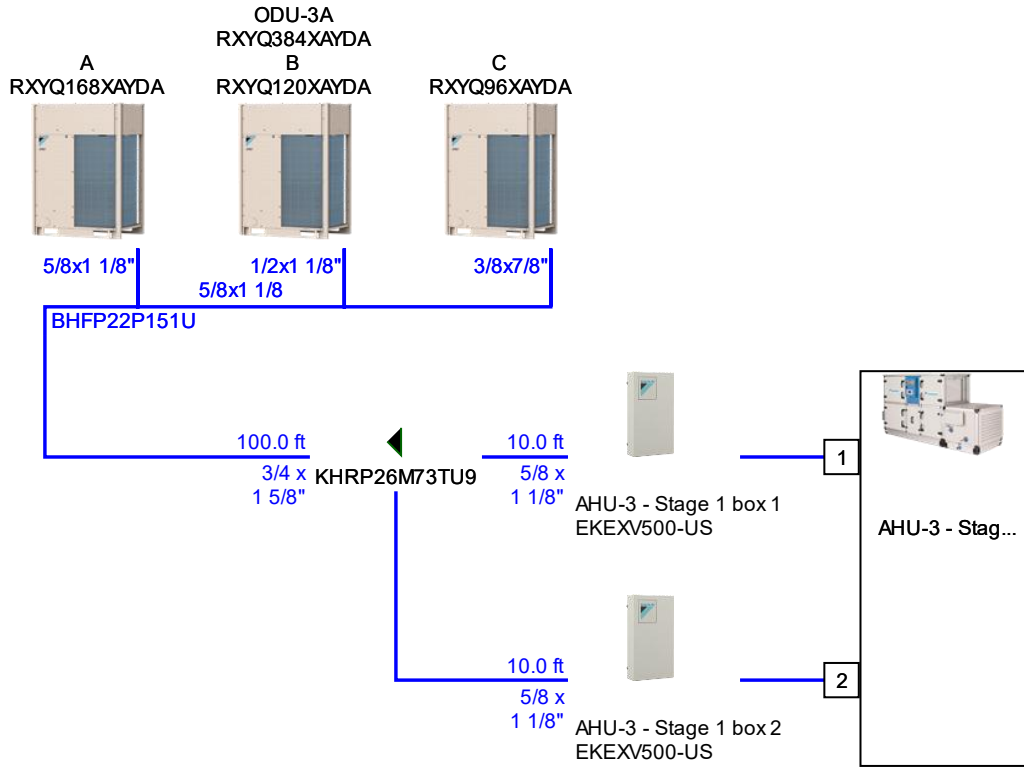 ODU-3A
RXYQ384XAYDA
A
RXYQ168XAYDA
B
RXYQ120XAYDA
C
RXYQ96XAYDA
5/8x1 1/8"
1/2x1 1/8"
3/8x7/8"
5/8x1 1/8
BHFP22P151U
100.0 ft
3/4 x
1 5/8"
KHRP26M73TU9
10.0 ft
5/8 x
1 1/8"
AHU-3 - Stage 1 box 1
EKEXV500-US
1
AHU-3 - Stag...
10.0 ft
5/8 x
1 1/8"
AHU-3 - Stage 1 box 2
EKEXV500-US
2